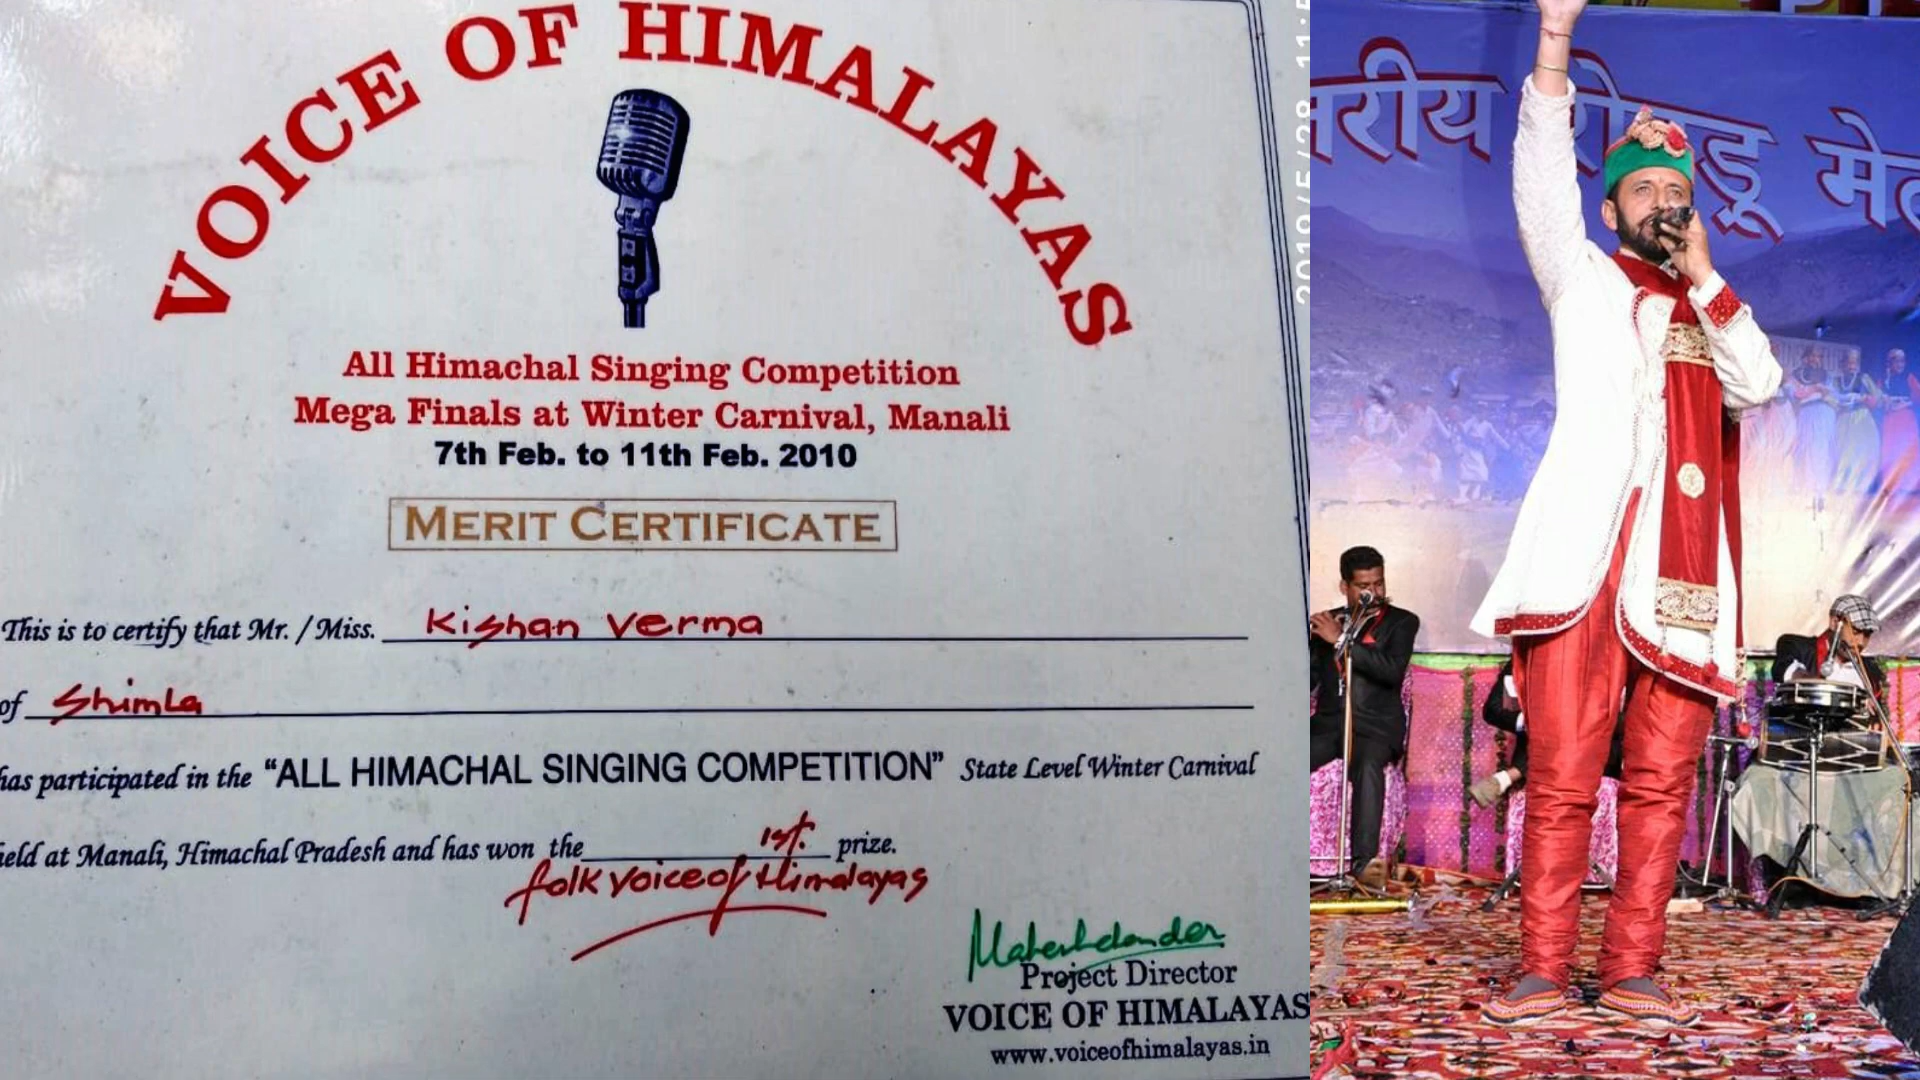 VOICE OF HIMALAYAS
All Himachal Singing Competition
Mega Finals at Winter Carnival, Manali
7th Feb. to 11th Feb. 2010
MERIT CERTIFICATE
This is to certify that Mr. / Miss. Kishan Verma
of Shimla
has participated in the “ALL HIMACHAL SINGING COMPETITION” State Level Winter Carnival
held at Manali, Himachal Pradesh and has won the 1st. prize.
folk voice of Himalayas
Project Director
VOICE OF HIMALAYAS
www.voiceofhimalayas.in
मेल